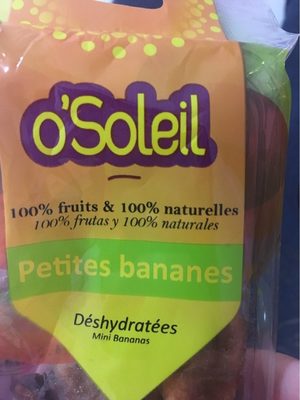 o'Soleil
100% fruits & 100% naturelles
100% frutas y 100% naturales
Petites bananes
Déshydratées
Mini Bananas